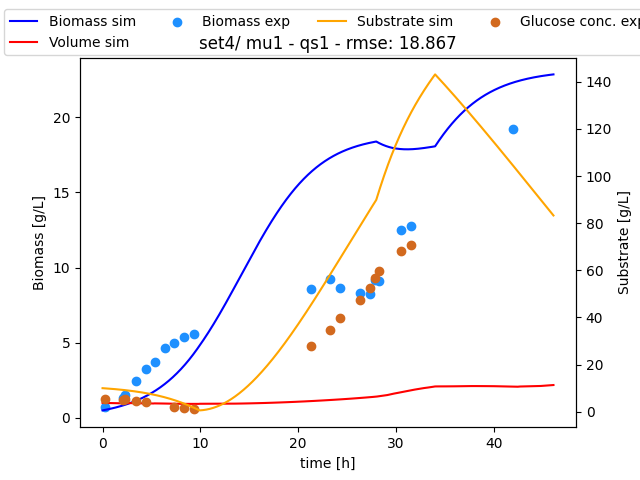 Biomass sim
Biomass exp
Substrate sim
Glucose conc. exp
Volume sim
set4/ mu1 - qs1 - rmse: 18.867
Biomass [g/L]
0
5
10
15
20
Substrate [g/L]
0
20
40
60
80
100
120
140
0
10
20
30
40
time [h]